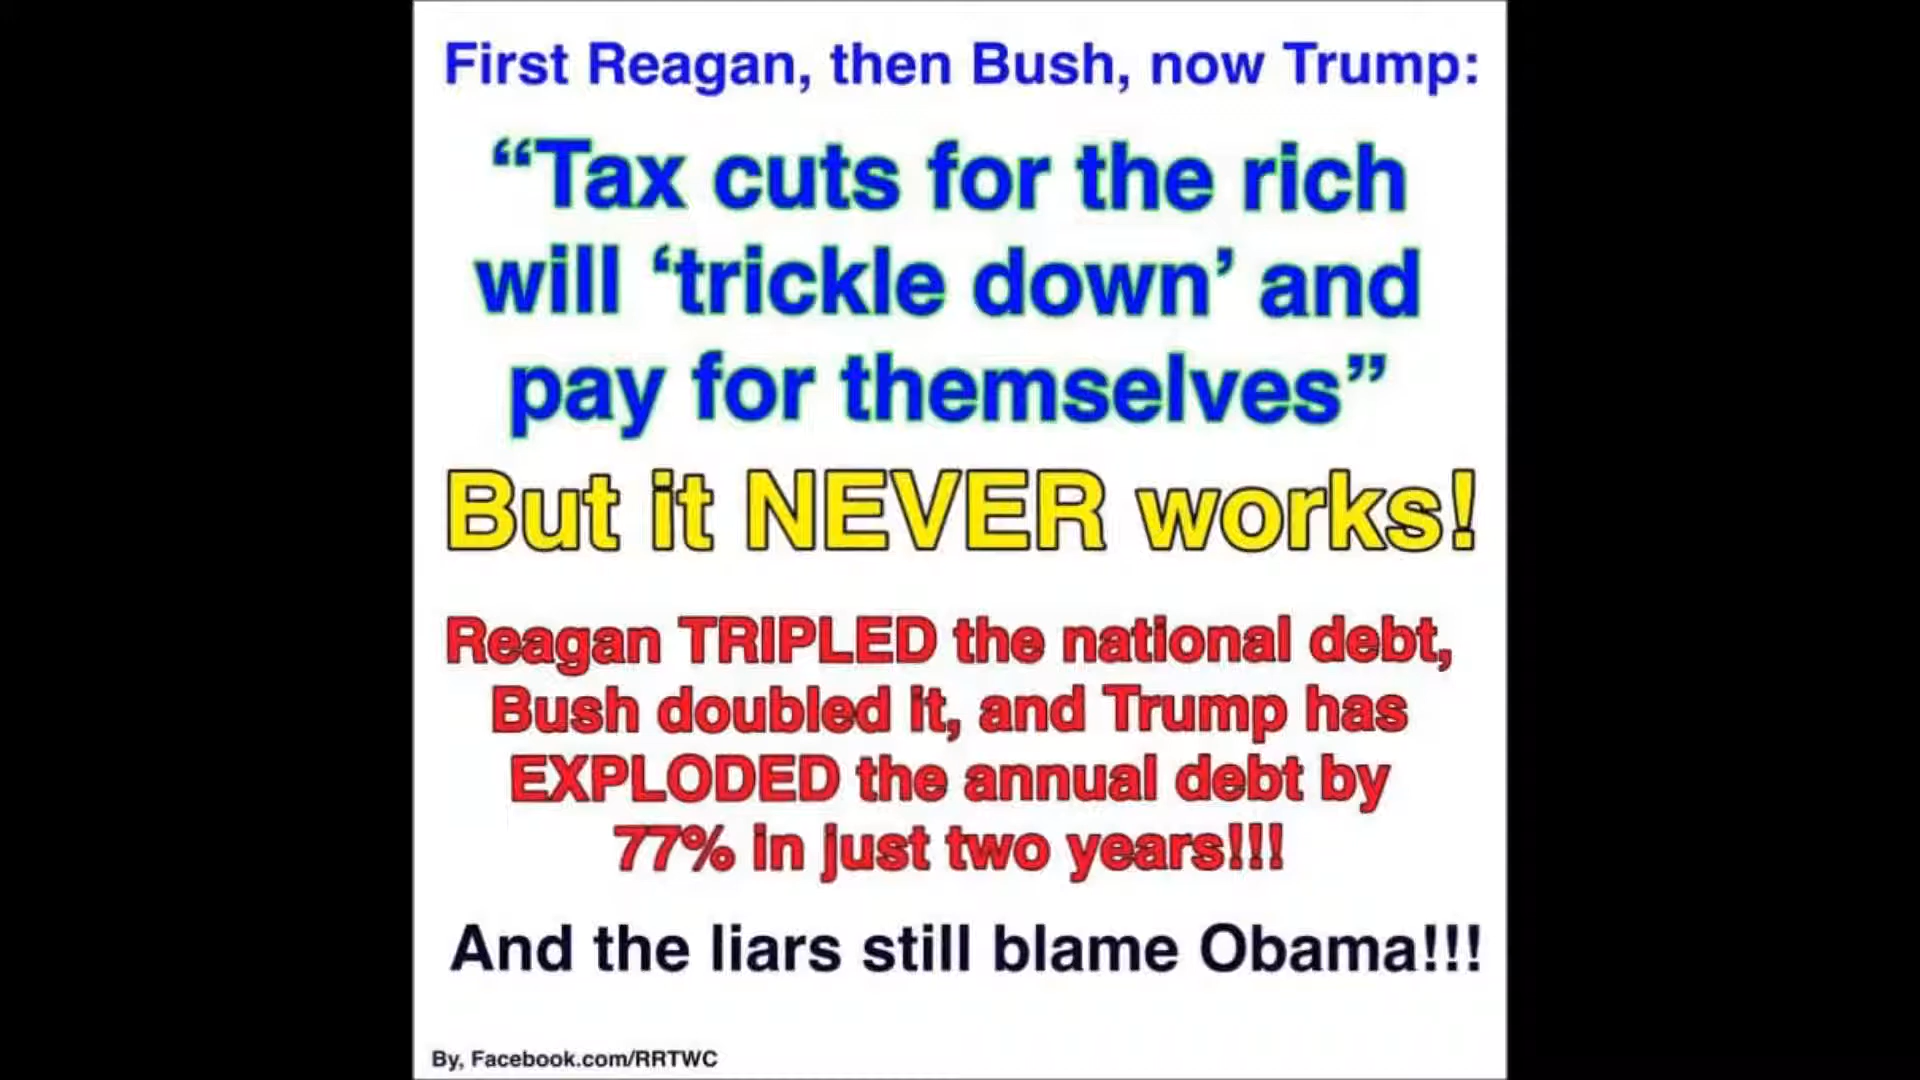 First Reagan, then Bush, now Trump:
“Tax cuts for the rich
will ‘trickle down’ and
pay for themselves”
But it NEVER works!
Reagan TRIPLED the national debt,
Bush doubled it, and Trump has
EXPLODED the annual debt by
77% in just two years!!!
And the liars still blame Obama!!!
By, Facebook.com/RRTWC